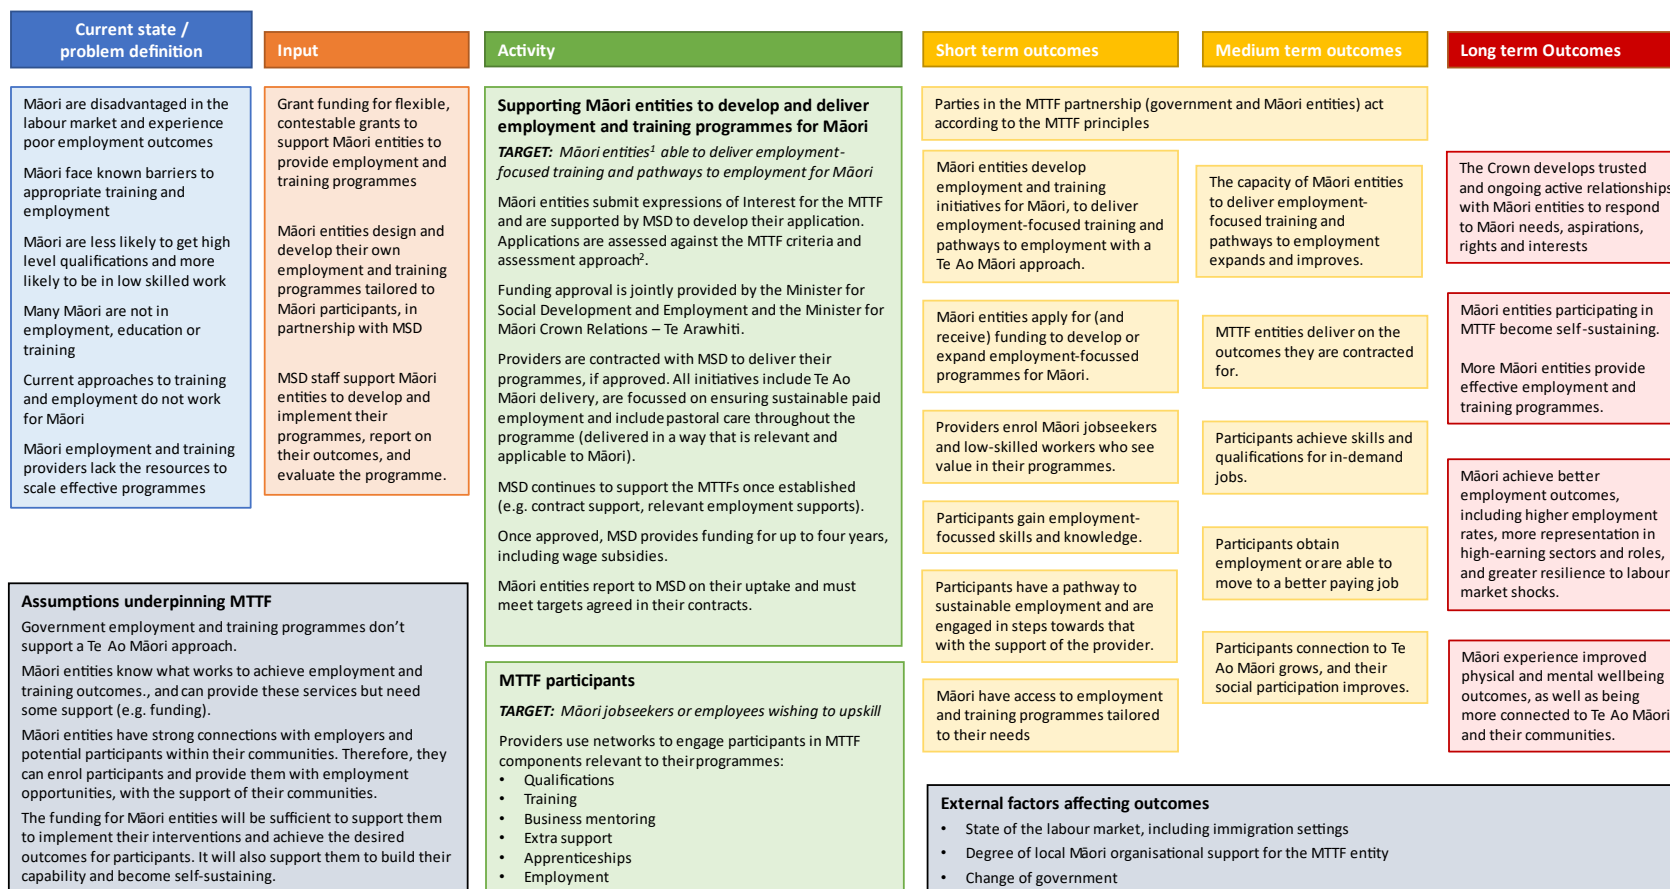 Current state /
problem definition
Māori are disadvantaged in the
labour market and experience
poor employment outcomes
Māori face known barriers to
appropriate training and
employment
Māori are less likely to get high
level qualifications and more
likely to be in low skilled work
Many Māori are not in
employment, education or
training
Current approaches to training
and employment do not work
for Māori
Māori employment and training
providers lack the resources to
scale effective programmes
Input
Grant funding for flexible,
contestable grants to
support Māori entities to
provide employment and
training programmes
Māori entities design and
develop their own
employment and training
programmes tailored to
Māori participants, in
partnership with MSD
MSD staff support Māori
entities to develop and
implement their
programmes, report on
their outcomes, and
evaluate the programme.
Assumptions underpinning MTTF
Government employment and training programmes don't
support a Te Ao Māori approach.
Māori entities know what works to achieve employment and
training outcomes., and can provide these services but need
some support (e.g. funding).
Māori entities have strong connections with employers and
potential participants within their communities. Therefore, they
can enrol participants and provide them with employment
opportunities, with the support of their communities.
The funding for Māori entities will be sufficient to support them
to implement their interventions and achieve the desired
outcomes for participants. It will also support them to build their
capability and become self-sustaining.
Activity
Supporting Māori entities to develop and deliver
employment and training programmes for Māori
TARGET: Māori entities¹ able to deliver employment-
focused training and pathways to employment for Māori
Māori entities submit expressions of Interest for the MTTF
and are supported by MSD to develop their application.
Applications are assessed against the MTTF criteria and
assessment approach².
Funding approval is jointly provided by the Minister for
Social Development and Employment and the Minister for
Māori Crown Relations – Te Arawhiti.
Providers are contracted with MSD to deliver their
programmes, if approved. All initiatives include Te Ao
Māori delivery, are focussed on ensuring sustainable paid
employment and include pastoral care throughout the
programme (delivered in a way that is relevant and
applicable to Māori).
MSD continues to support the MTTFs once established
(e.g. contract support, relevant employment supports).
Once approved, MSD provides funding for up to four years,
including wage subsidies.
Māori entities report to MSD on their uptake and must
meet targets agreed in their contracts.
MTTF participants
TARGET: Māori jobseekers or employees wishing to upskill
Providers use networks to engage participants in MTTF
components relevant to their programmes:
• Qualifications
• Training
• Business mentoring
• Extra support
• Apprenticeships
• Employment
Short term outcomes
Medium term outcomes
Parties in the MTTF partnership (government and Māori entities) act
according to the MTTF principles
Māori entities develop
employment and training
initiatives for Māori, to deliver
employment-focused training and
pathways to employment with a
Te Ao Māori approach.
Māori entities apply for (and
receive) funding to develop or
expand employment-focussed
programmes for Māori.
Providers enrol Māori jobseekers
and low-skilled workers who see
value in their programmes.
Participants gain employment-
focussed skills and knowledge.
Participants have a pathway to
sustainable employment and are
engaged in steps towards that
with the support of the provider.
Māori have access to employment
and training programmes tailored
to their needs
The capacity of Māori entities
to deliver employment-
focused training and
pathways to employment
expands and improves.
MTTF entities deliver on the
outcomes they are contracted
for.
Participants achieve skills and
qualifications for in-demand
jobs.
Participants obtain
employment or are able to
move to a better paying job
Participants connection to Te
Ao Māori grows, and their
social participation improves.
Long term Outcomes
The Crown develops trusted
and ongoing active relationships
with Māori entities to respond
to Māori needs, aspirations,
rights and interests
Māori entities participating in
MTTF become self-sustaining.
More Māori entities provide
effective employment and
training programmes.
Māori achieve better
employment outcomes,
including higher employment
rates, more representation in
high-earning sectors and roles,
and greater resilience to labour
market shocks.
Māori experience improved
physical and mental wellbeing
outcomes, as well as being
more connected to Te Ao Māori
and their communities.
External factors affecting outcomes
• State of the labour market, including immigration settings
• Degree of local Māori organisational support for the MTTF entity
• Change of government